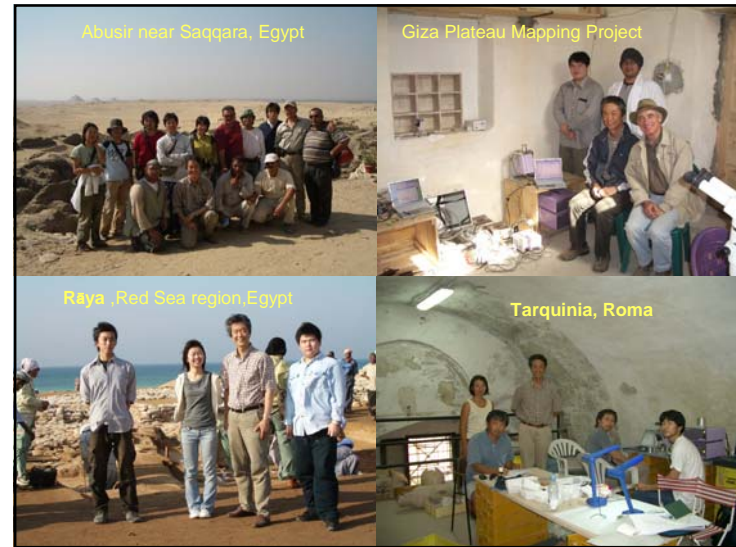 Abusir near Saqqara, Egypt
Giza Plateau Mapping Project
Rāya ,Red Sea region,Egypt
Tarquinia, Roma